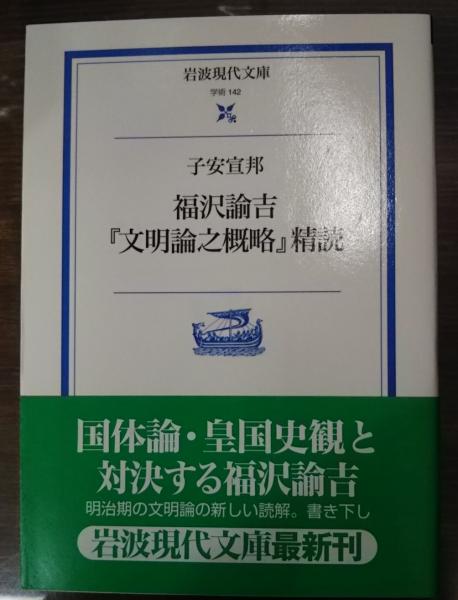 岩波現代文庫
学術 142
子安宣邦
福沢諭吉
『文明論之概略』精読
国体論・皇国史観と
対決する福沢諭吉
明治期の文明論の新しい読解。書き下し
岩波現代文庫最新刊